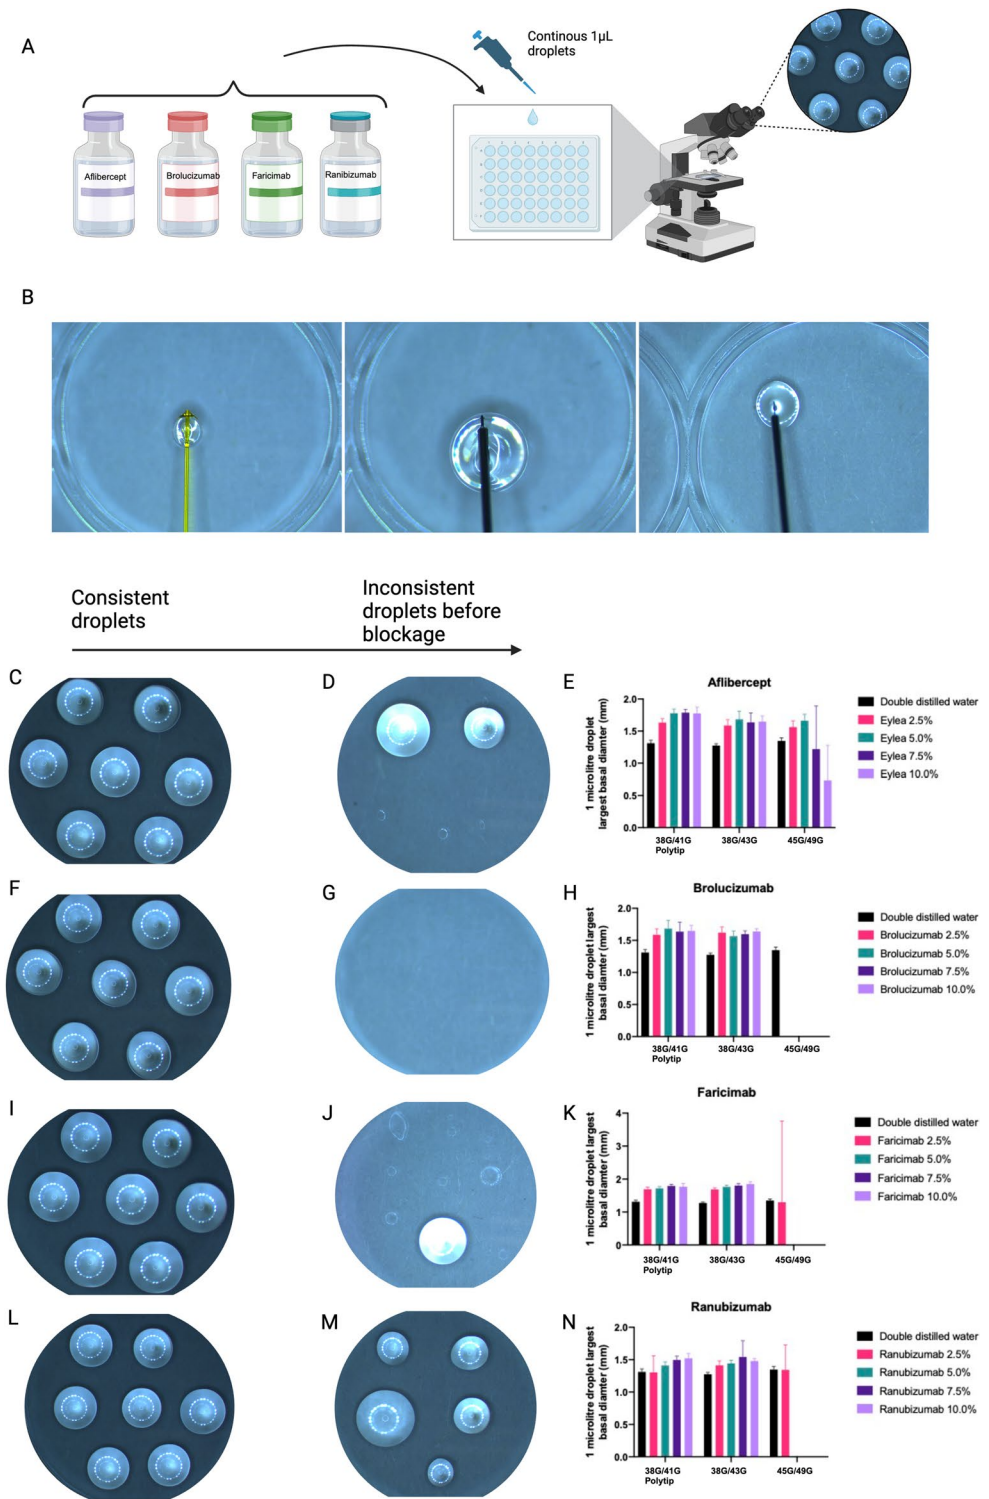 A
Continous 1µL
droplets
Aflibercept
Brolucizumab
Faricimab
Ranibizumab
B
Consistent
droplets
Inconsistent
droplets before
blockage
C
D
E
Aflibercept
1 microlitre droplet
largest basal diamter (mm)
2.0
1.5
1.0
0.5
0.0
38G/41G
Polytip
38G/43G
45G/49G
Double distilled water
Eylea 2.5%
Eylea 5.0%
Eylea 7.5%
Eylea 10.0%
F
G
H
Brolucizumab
1 microlitre droplet largest
basal diamter (mm)
2.0
1.5
1.0
0.5
0.0
38G/41G
Polytip
38G/43G
45G/49G
Double distilled water
Brolucizumab 2.5%
Brolucizumab 5.0%
Brolucizumab 7.5%
Brolucizumab 10.0%
I
J
K
Faricimab
1 microlitre droplet largest
basal diamter (mm)
4
3
2
1
0
38G/41G
Polytip
38G/43G
45G/49G
Double distilled water
Faricimab 2.5%
Faricimab 5.0%
Faricimab 7.5%
Faricimab 10.0%
L
M
N
Ranubizumab
1 microlitre droplet largest
basal diamter (mm)
2.0
1.5
1.0
0.5
0.0
38G/41G
Polytip
38G/43G
45G/49G
Double distilled water
Ranubizumab 2.5%
Ranubizumab 5.0%
Ranubizumab 7.5%
Ranubizumab 10.0%